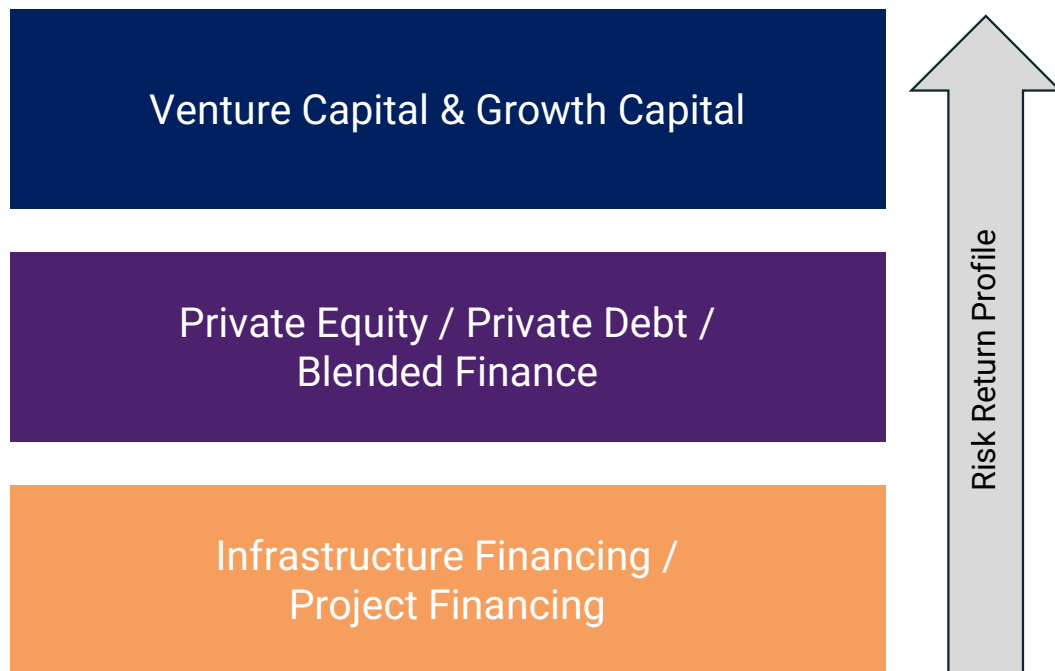 Venture Capital & Growth Capital
Private Equity / Private Debt /
Blended Finance
Infrastructure Financing /
Project Financing
Risk Return Profile